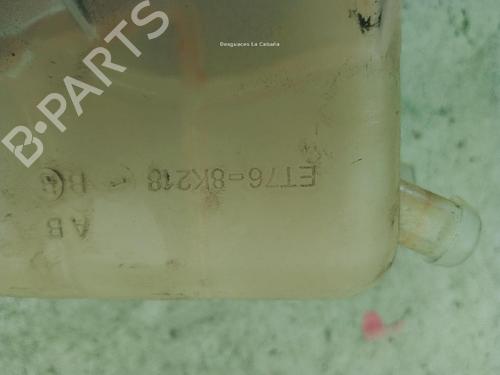 B-PARTS
Desguaces La Cabaña
AB
ET76-8K218-B